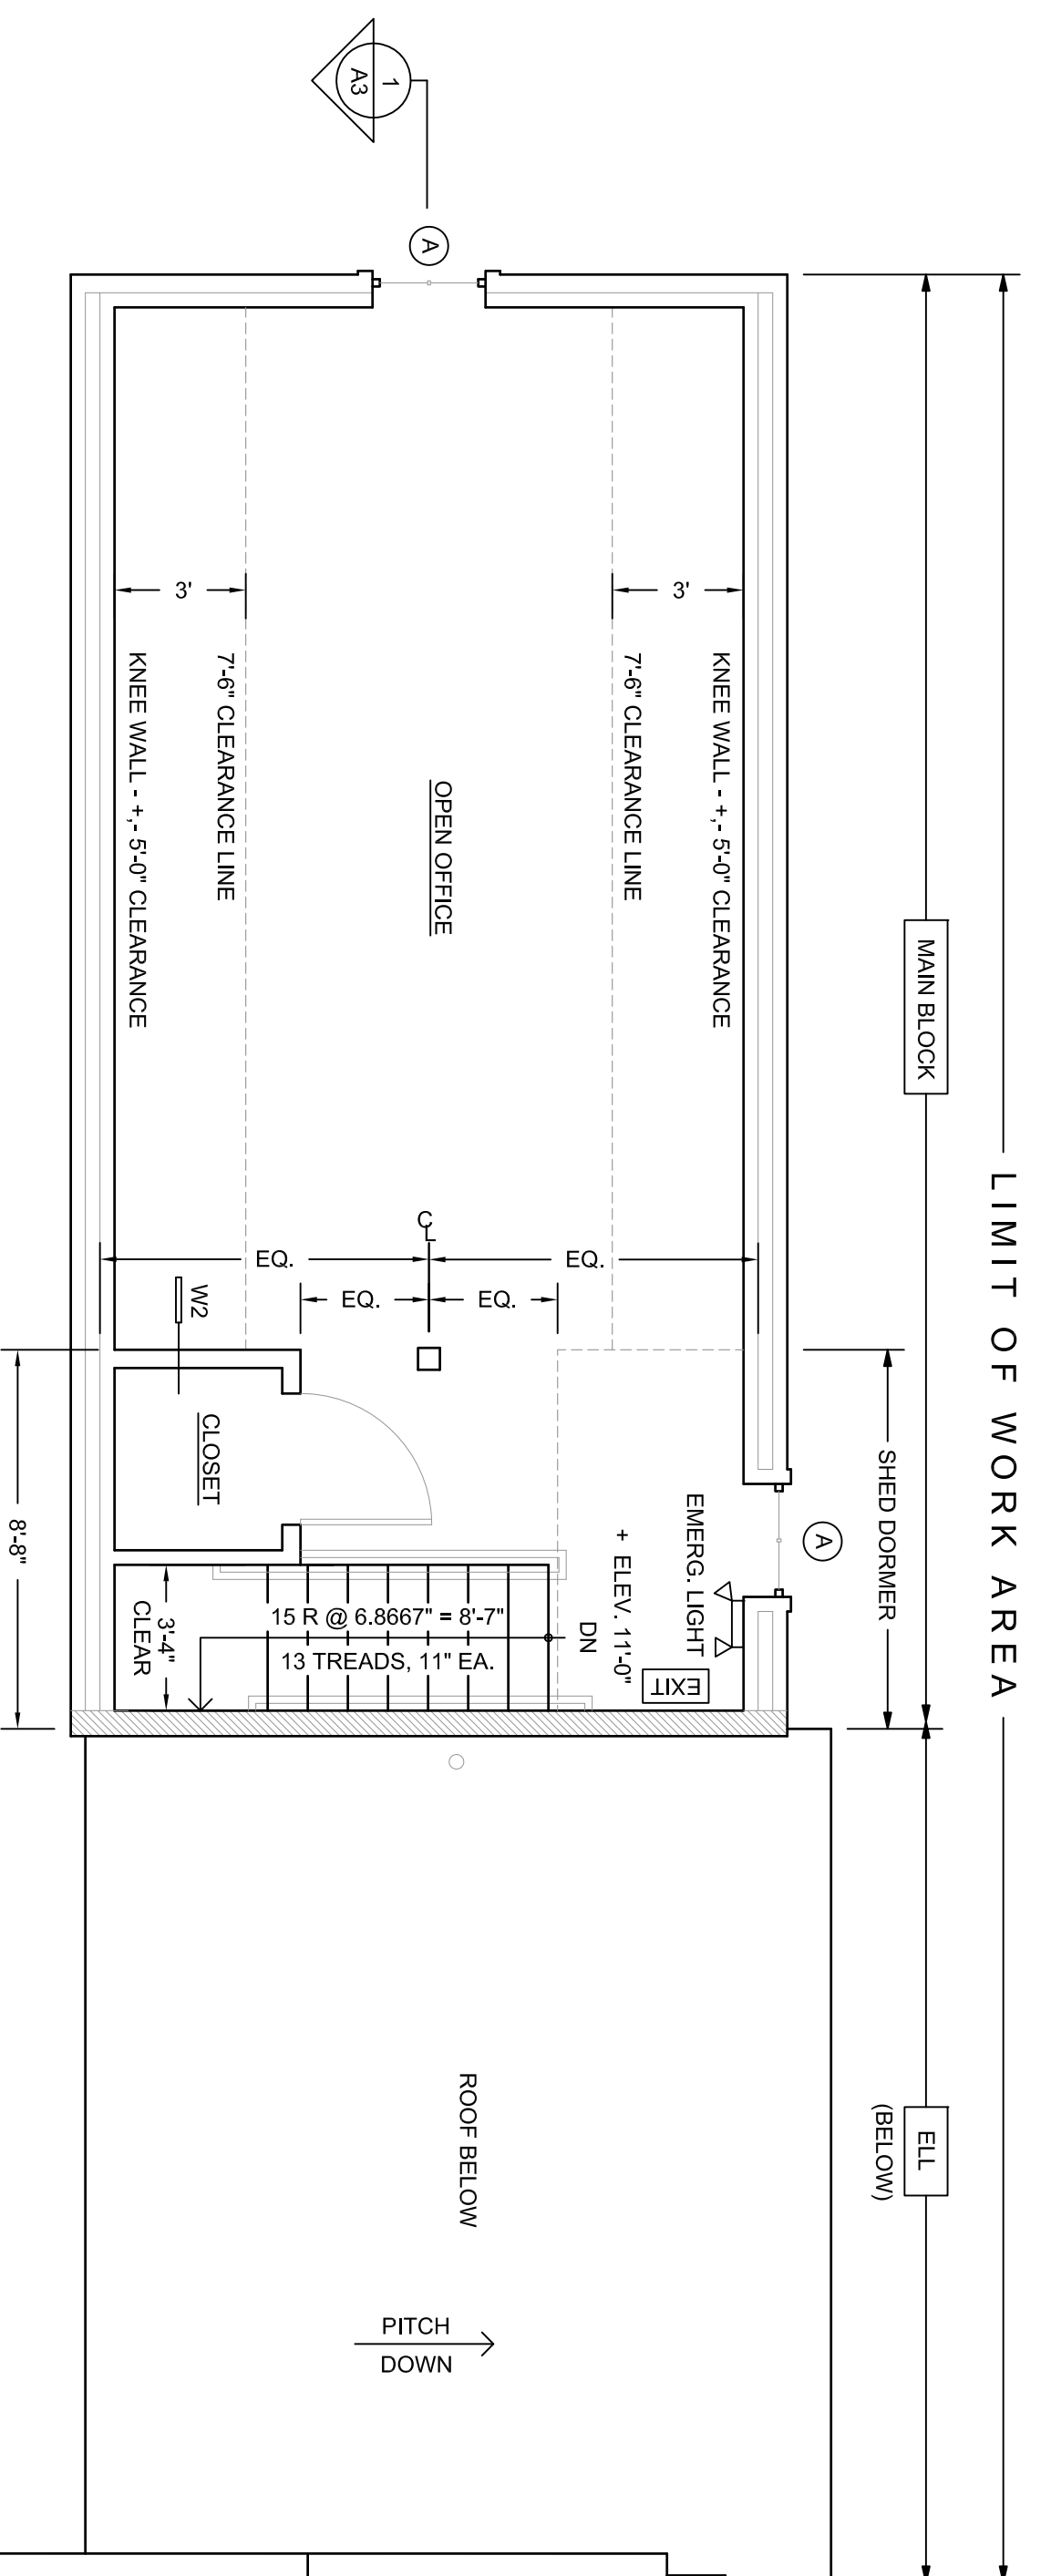 1
A3
A
LIMIT OF WORK AREA
MAIN BLOCK
ELL
(BELOW)
SHED DORMER
A
KNEE WALL - +,- 5'-0" CLEARANCE
7'-6" CLEARANCE LINE
3'
OPEN OFFICE
7'-6" CLEARANCE LINE
KNEE WALL - +,- 5'-0" CLEARANCE
3'
CL
EQ.
EQ.
EQ.
EQ.
W2
CLOSET
EMERG. LIGHT
+ ELEV. 11'-0"
EXIT
DN
15 R @ 6.8667" = 8'-7"
13 TREADS, 11" EA.
3'-4"
CLEAR
8'-8"
ROOF BELOW
PITCH
DOWN